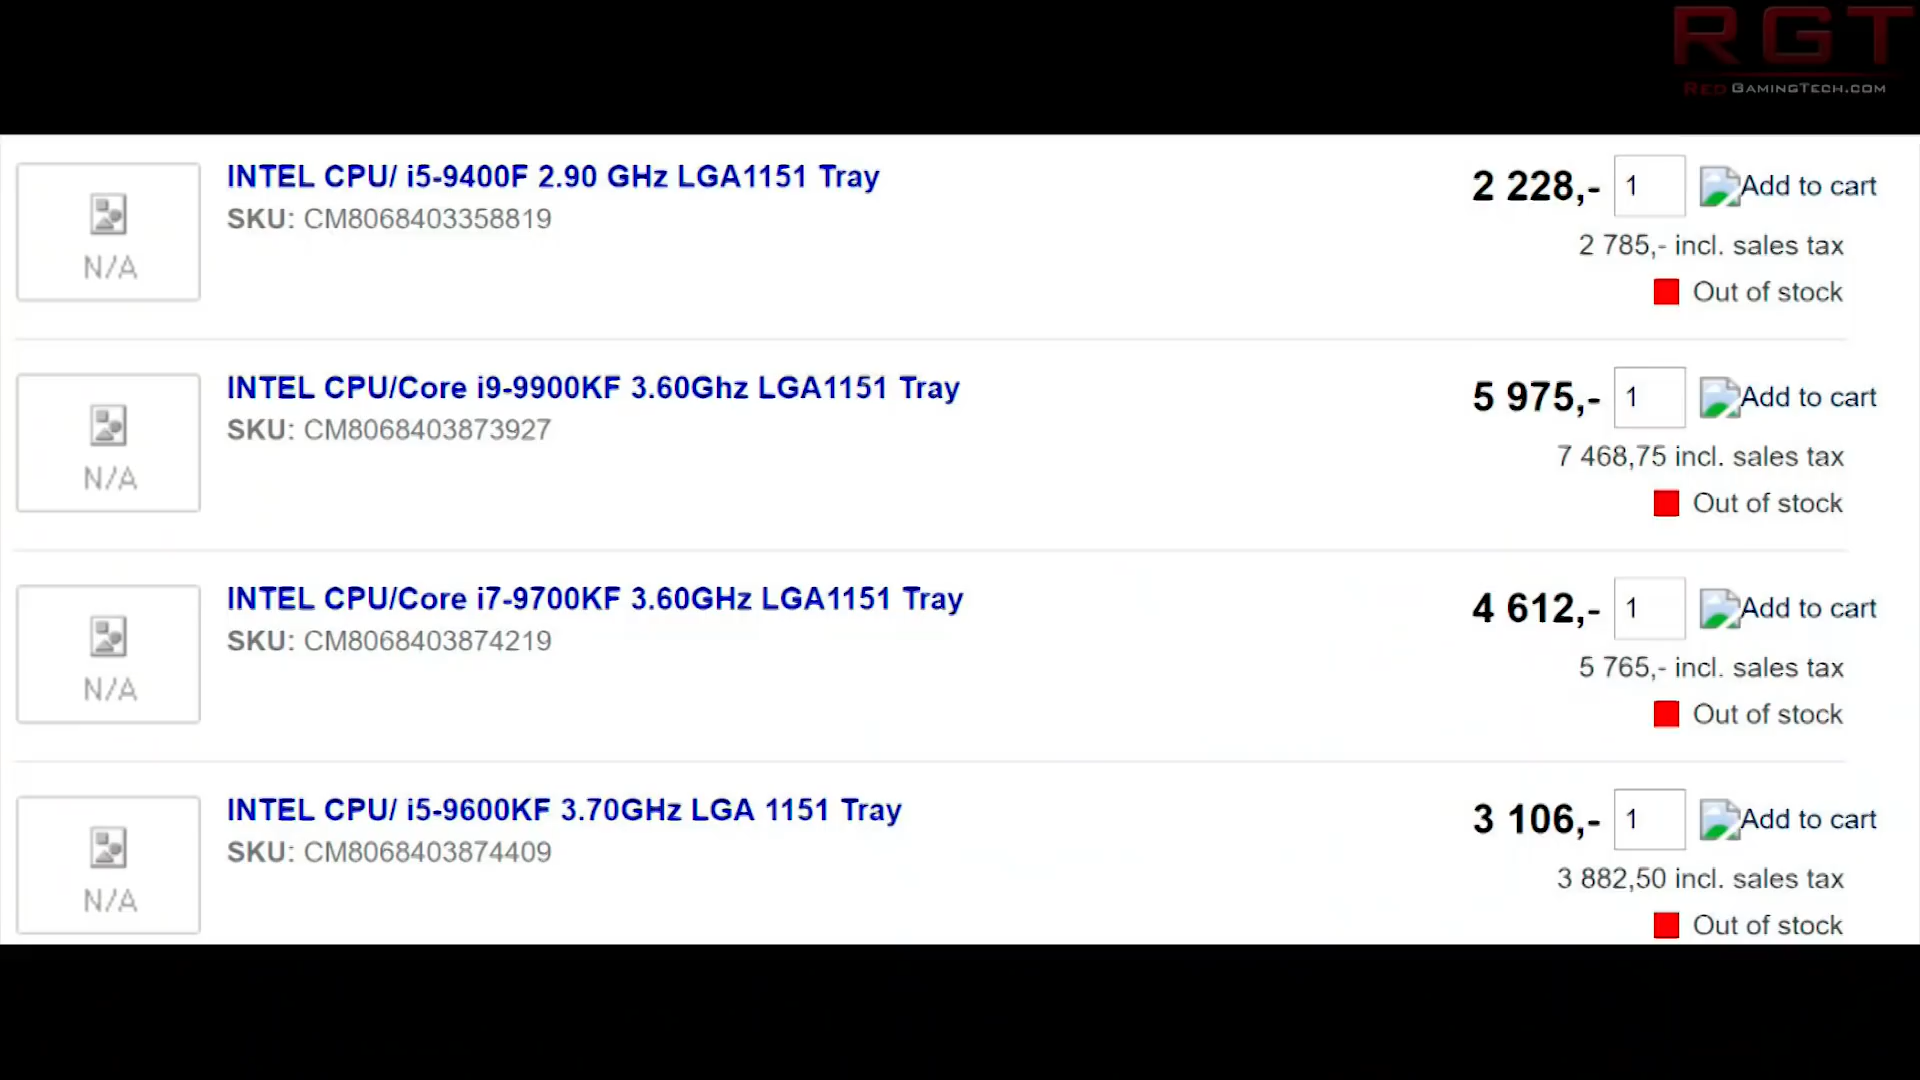 RGT
RedGamingTech.com
INTEL CPU/ i5-9400F 2.90 GHz LGA1151 Tray
2 228,- 1 Add to cart
SKU: CM8068403358819
N/A
2 785,- incl. sales tax
Out of stock
INTEL CPU/Core i9-9900KF 3.60Ghz LGA1151 Tray
5 975,- 1 Add to cart
SKU: CM8068403873927
N/A
7 468,75 incl. sales tax
Out of stock
INTEL CPU/Core i7-9700KF 3.60GHz LGA1151 Tray
4 612,- 1 Add to cart
SKU: CM8068403874219
N/A
5 765,- incl. sales tax
Out of stock
INTEL CPU/ i5-9600KF 3.70GHz LGA 1151 Tray
3 106,- 1 Add to cart
SKU: CM8068403874409
N/A
3 882,50 incl. sales tax
Out of stock